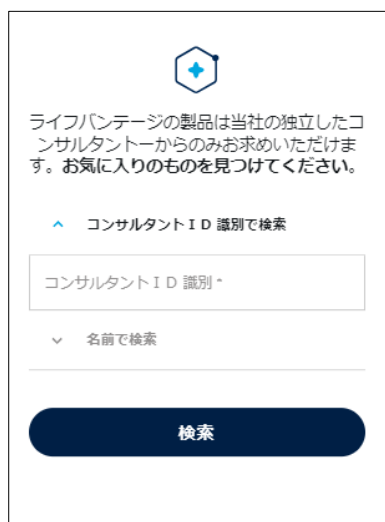 ライフバンテージの製品は当社の独立したコ
ンサルタントーからのみお求めいただけま
す。お気に入りのものを見つけてください。
コンサルタントＩＤ 識別で検索
コンサルタントＩＤ 識別 *
名前で検索
検索